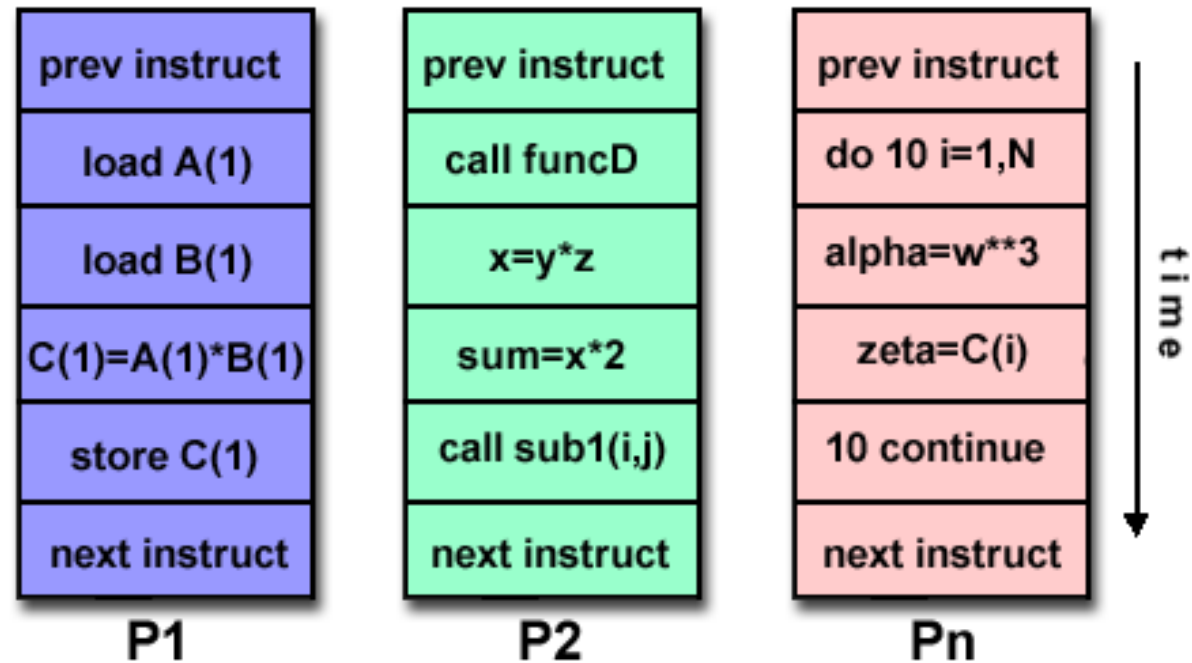 prev instruct
load A(1)
load B(1)
C(1)=A(1)*B(1)
store C(1)
next instruct
P1
prev instruct
call funcD
x=y*z
sum=x*2
call sub1(i,j)
next instruct
P2
prev instruct
do 10 i=1,N
alpha=w**3
zeta=C(i)
10 continue
next instruct
Pn
time